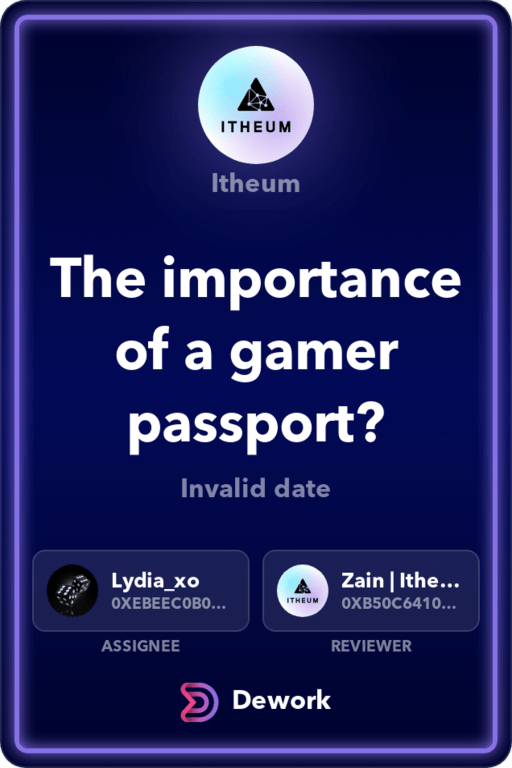 ITHEUM
Itheum
The importance
of a gamer
passport?
Invalid date
Lydia_xo
0XEBEEC0B0...
ITHEUM
Zain | Ithe...
0XB50C6410...
ASSIGNEE
REVIEWER
Dework